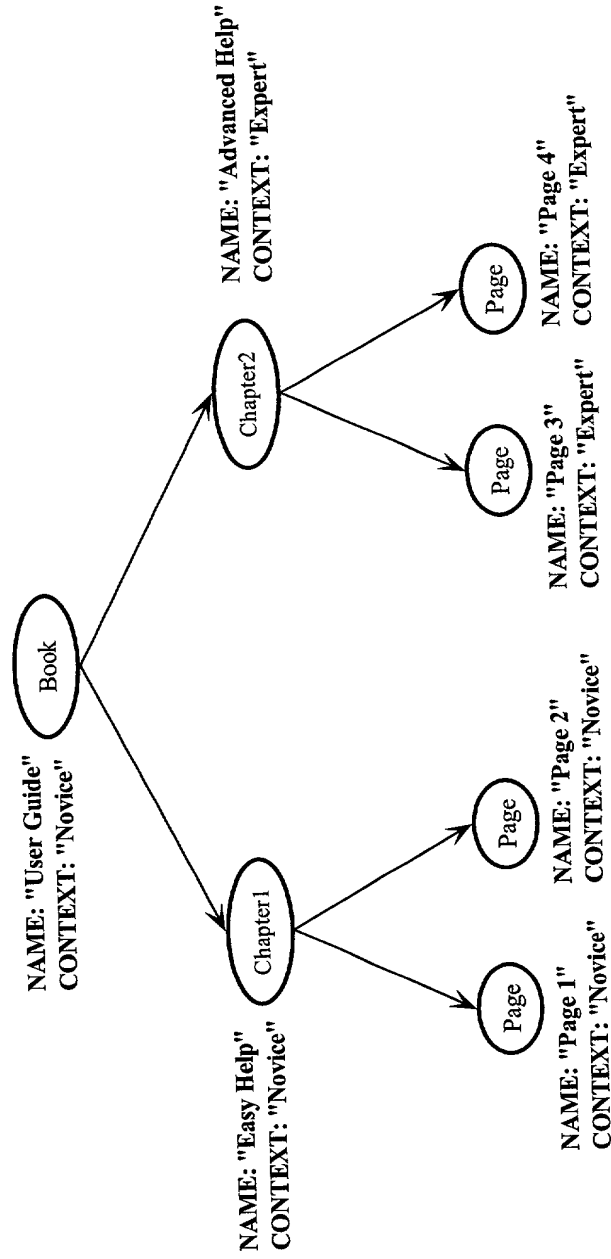 NAME: "User Guide"
CONTEXT: "Novice"
Book
NAME: "Easy Help"
CONTEXT: "Novice"
Chapter1
Chapter2
NAME: "Advanced Help"
CONTEXT: "Expert"
Page
Page
Page
Page
NAME: "Page 1"
CONTEXT: "Novice"
NAME: "Page 2"
CONTEXT: "Novice"
NAME: "Page 3"
CONTEXT: "Expert"
NAME: "Page 4"
CONTEXT: "Expert"